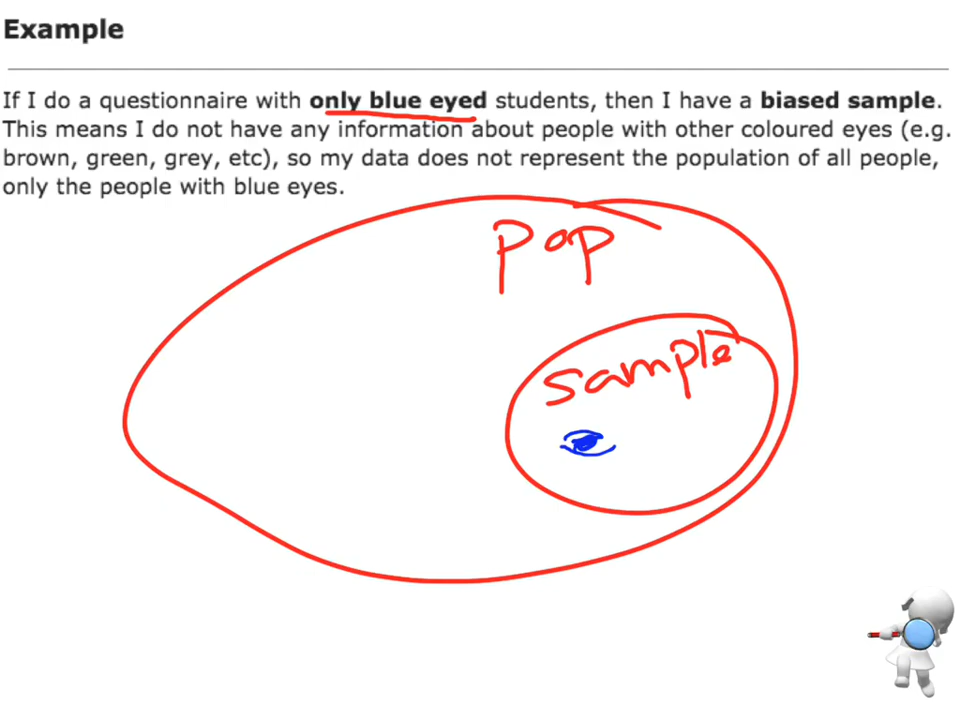 Example
If I do a questionnaire with only blue eyed students, then I have a biased sample.
This means I do not have any information about people with other coloured eyes (e.g.
brown, green, grey, etc), so my data does not represent the population of all people,
only the people with blue eyes.
pop
sample